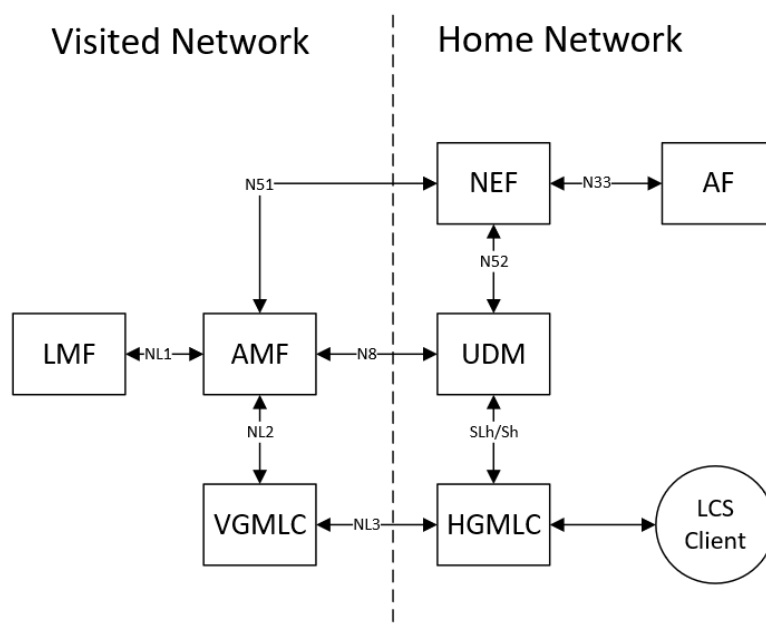 Visited Network
Home Network
N51
NEF
N33
AF
N52
LMF
NL1
AMF
N8
UDM
NL2
SLh/Sh
VGMLC
NL3
HGMLC
LCS
Client